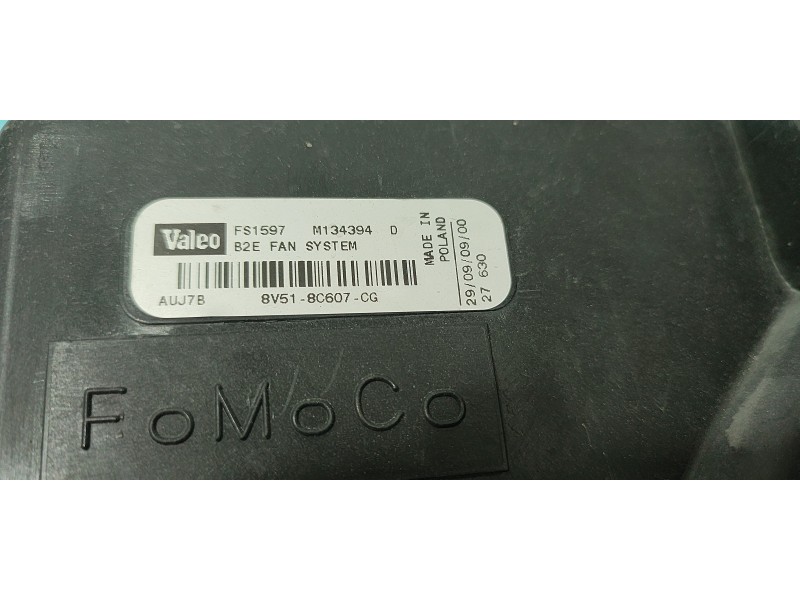 Valeo FS1597 M134394 D
B2E FAN SYSTEM
MADE IN
POLAND
AUJ7B 8V51-8C607-CG
29/09/09/00
27 630
FoMoCo